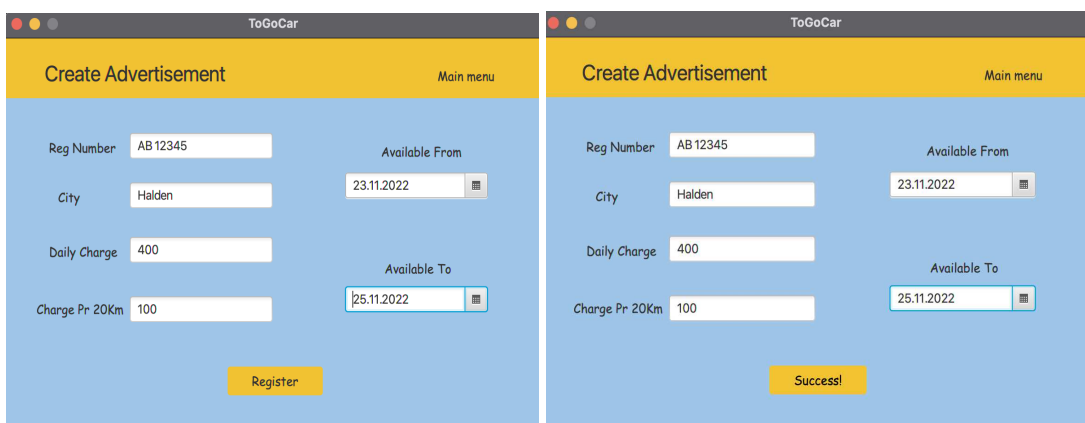 ToGoCar
Create Advertisement
Main menu
Reg Number
AB 12345
Available From
23.11.2022
City
Halden
Daily Charge
400
Available To
25.11.2022
Charge Pr 20Km
100
Register
ToGoCar
Create Advertisement
Main menu
Reg Number
AB 12345
Available From
23.11.2022
City
Halden
Daily Charge
400
Available To
25.11.2022
Charge Pr 20Km
100
Success!